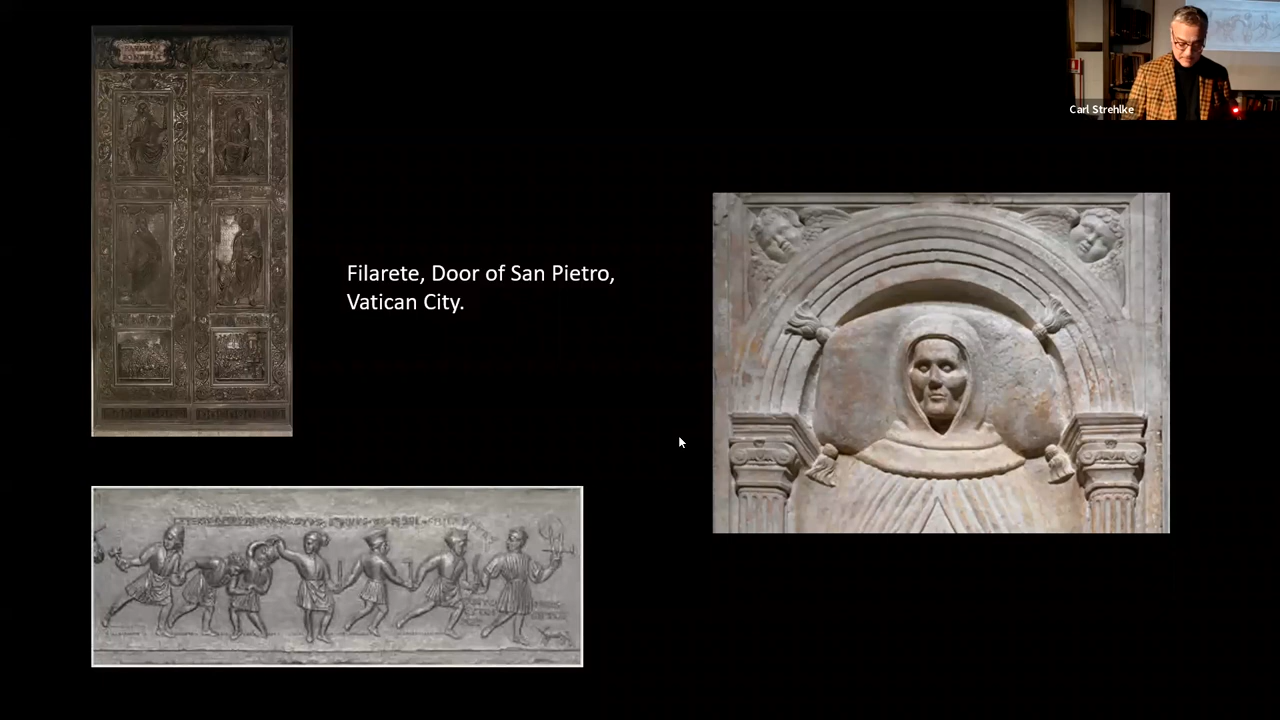 Carl Strehlke
Filarete, Door of San Pietro,
Vatican City.